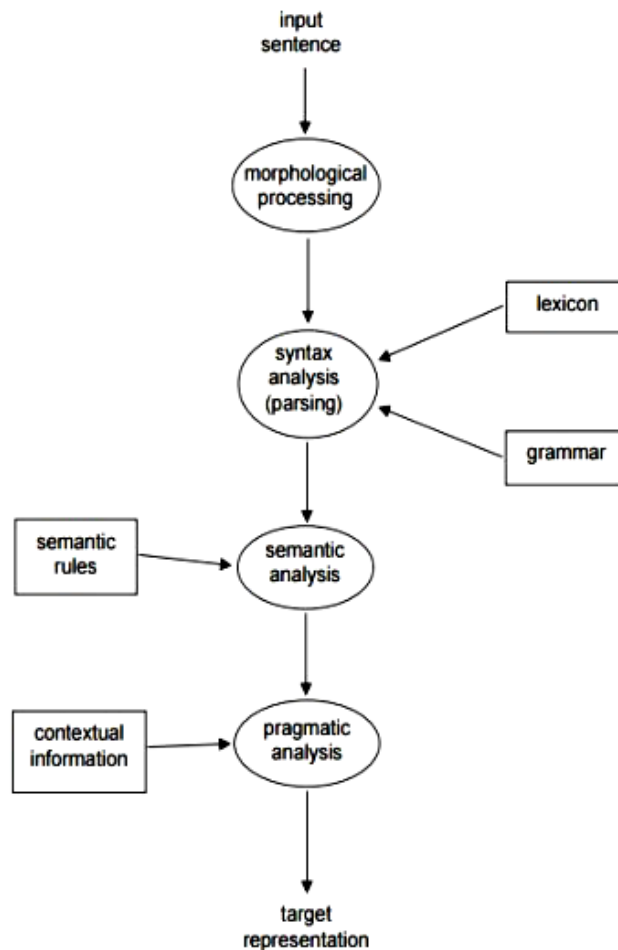 input
sentence
morphological
processing
lexicon
syntax
analysis
(parsing)
grammar
semantic
rules
semantic
analysis
contextual
information
pragmatic
analysis
target
representation